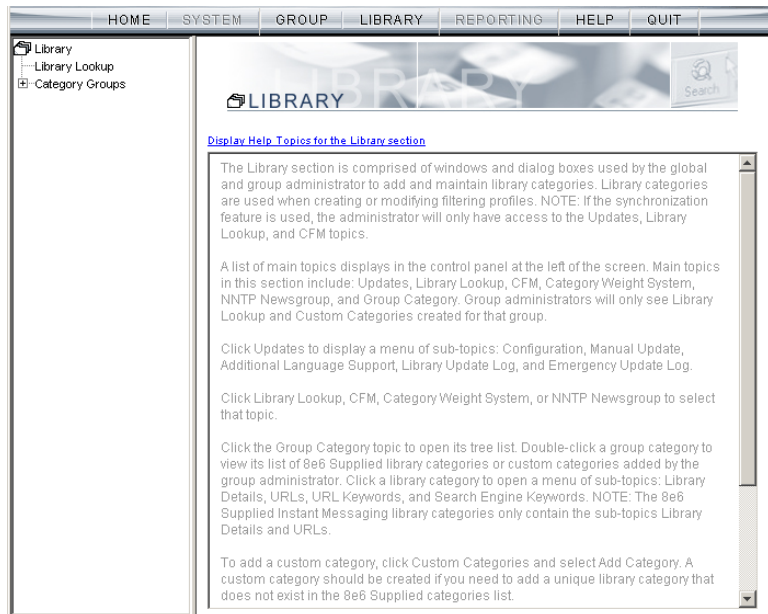 HOME SYSTEM GROUP LIBRARY REPORTING HELP QUIT
Library
Library Lookup
Category Groups
LIBRARY
LIBRARY
Search
Display Help Topics for the Library section
The Library section is comprised of windows and dialog boxes used by the global
and group administrator to add and maintain library categories. Library categories
are used when creating or modifying filtering profiles. NOTE: If the synchronization
feature is used, the administrator will only have access to the Updates, Library
Lookup, and CFM topics.
A list of main topics displays in the control panel at the left of the screen. Main topics
in this section include: Updates, Library Lookup, CFM, Category Weight System,
NNTP Newsgroup, and Group Category. Group administrators will only see Library
Lookup and Custom Categories created for that group.
Click Updates to display a menu of sub-topics: Configuration, Manual Update,
Additional Language Support, Library Update Log, and Emergency Update Log.
Click Library Lookup, CFM, Category Weight System, or NNTP Newsgroup to select
that topic.
Click the Group Category topic to open its tree list. Double-click a group category to
view its list of 8e6 Supplied library categories or custom categories added by the
group administrator. Click a library category to open a menu of sub-topics: Library
Details, URLs, URL Keywords, and Search Engine Keywords. NOTE: The 8e6
Supplied Instant Messaging library categories only contain the sub-topics Library
Details and URLs.
To add a custom category, click Custom Categories and select Add Category. A
custom category should be created if you need to add a unique library category that
does not exist in the 8e6 Supplied categories list.